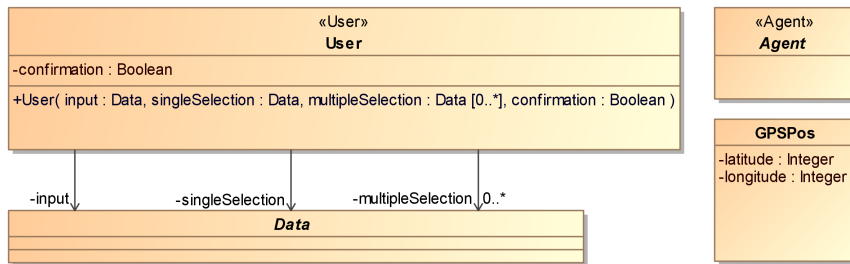 «User»
User
-confirmation : Boolean
+User( input : Data, singleSelection : Data, multipleSelection : Data [0..*], confirmation : Boolean )
«Agent»
Agent
GPSPos
-latitude : Integer
-longitude : Integer
-input
-singleSelection
-multipleSelection 0..*
Data